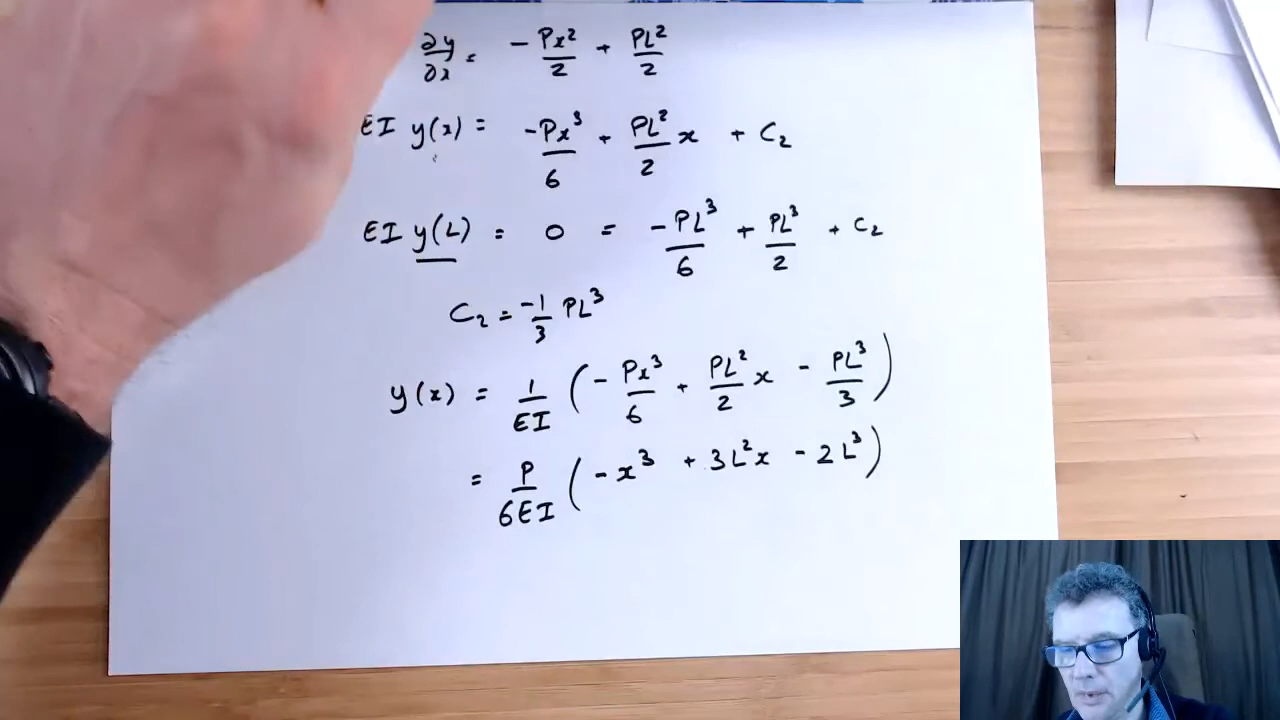 ∂y/∂x = - Px²/2 + PL²/2
EI y(x) = -Px³/6 + PL²/2 x + C₂
EI y(L) = 0 = -PL³/6 + PL³/2 + C₂
C₂ = -1/3 PL³
y(x) = 1/EI ( - Px³/6 + PL²/2 x - PL³/3 )
= P/6EI ( - x³ + 3L²x - 2L³ )